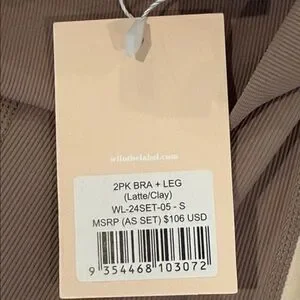 2PK BRA + LEG
(Latte/Clay)
WL-24SET-05 - S
MSRP (AS SET) $106 USD
9 354468 103072